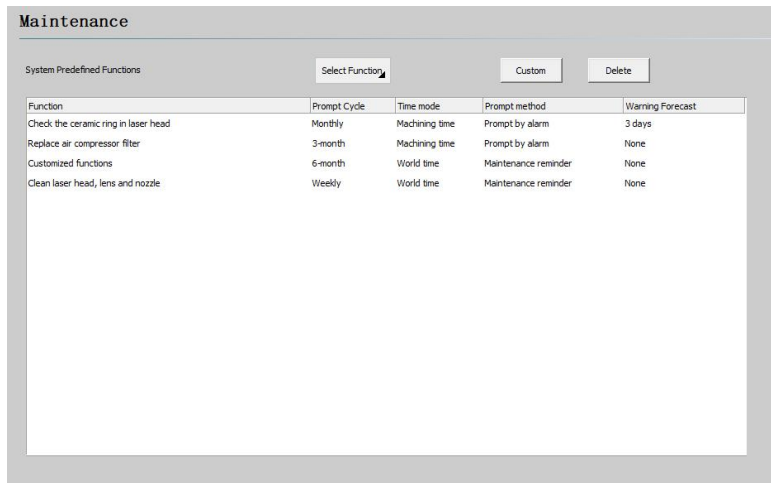 Maintenance
System Predefined Functions Select Function Custom Delete
Function Prompt Cycle Time mode Prompt method Warning Forecast
Check the ceramic ring in laser head Monthly Machining time Prompt by alarm 3 days
Replace air compressor filter 3-month Machining time Prompt by alarm None
Customized functions 6-month World time Maintenance reminder None
Clean laser head, lens and nozzle Weekly World time Maintenance reminder None